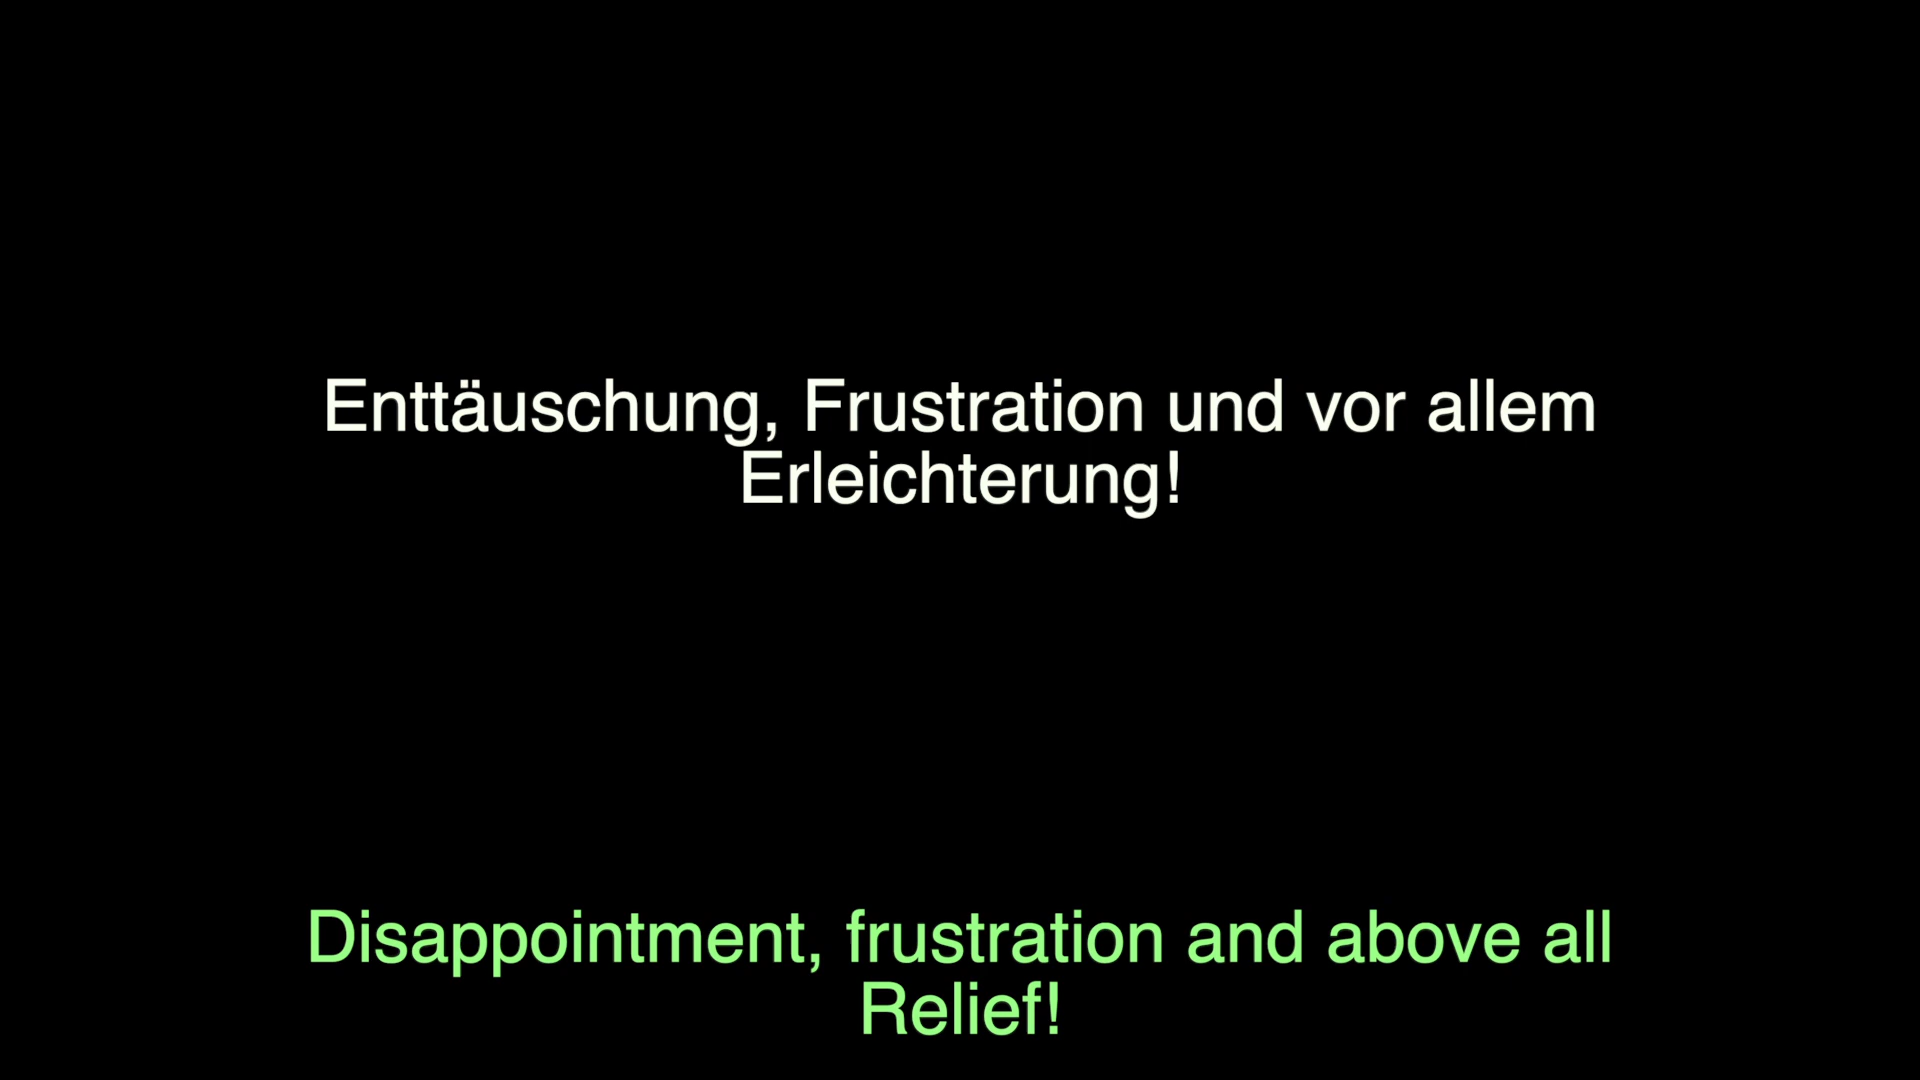 Enttäuschung, Frustration und vor allem
Erleichterung!
Disappointment, frustration and above all
Relief!